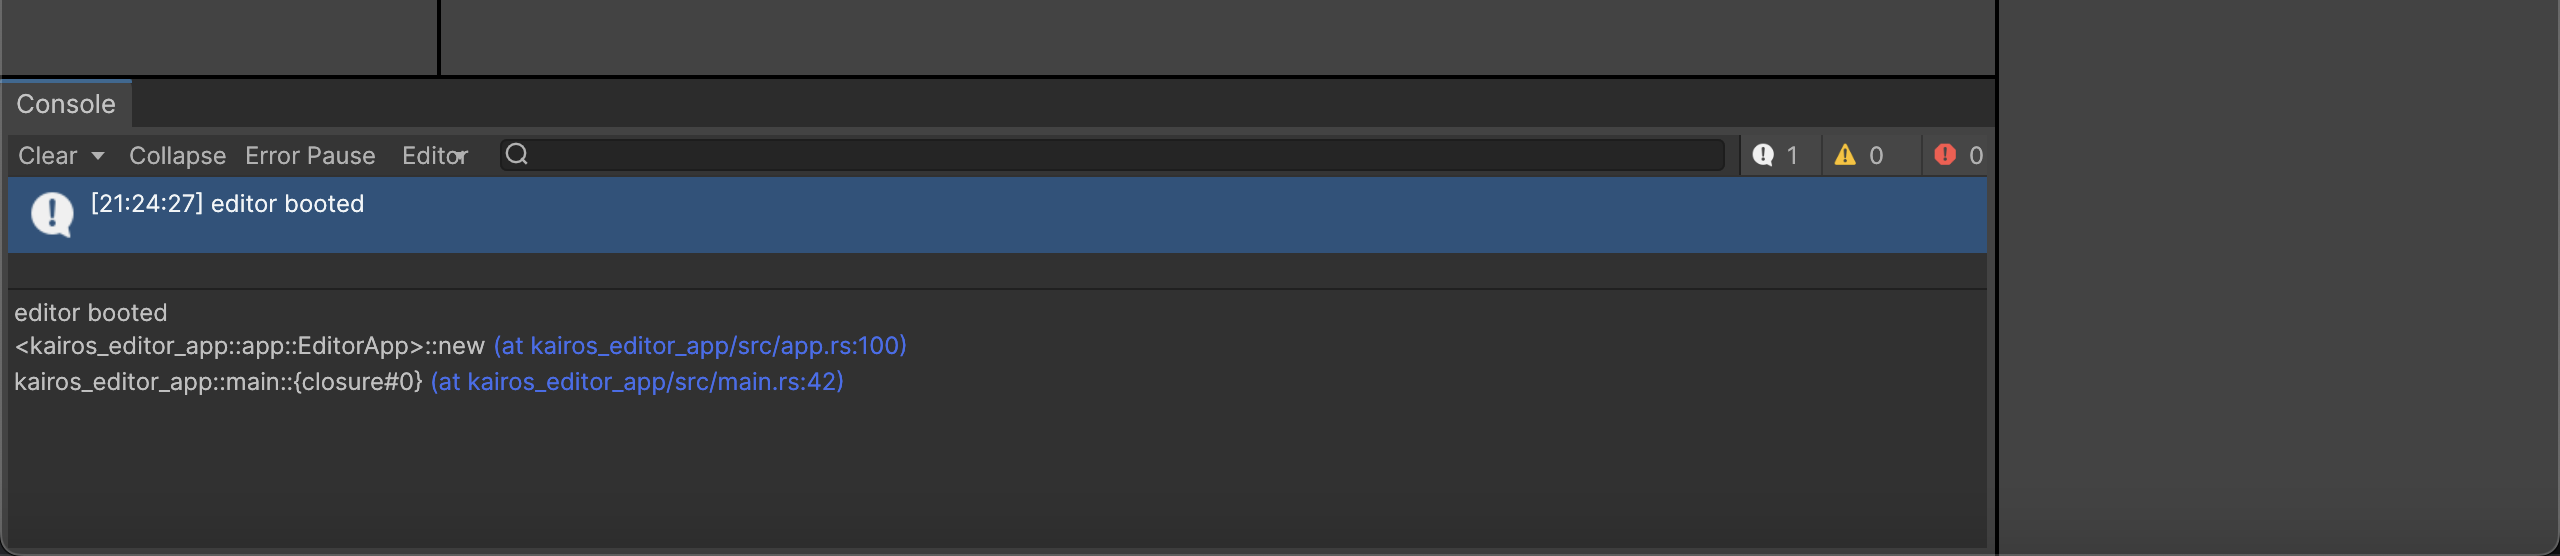 Console
Clear Collapse Error Pause Editor 1 0 0
[21:24:27] editor booted
editor booted
<kairos_editor_app::app::EditorApp>::new (at kairos_editor_app/src/app.rs:100)
kairos_editor_app::main::{closure#0} (at kairos_editor_app/src/main.rs:42)